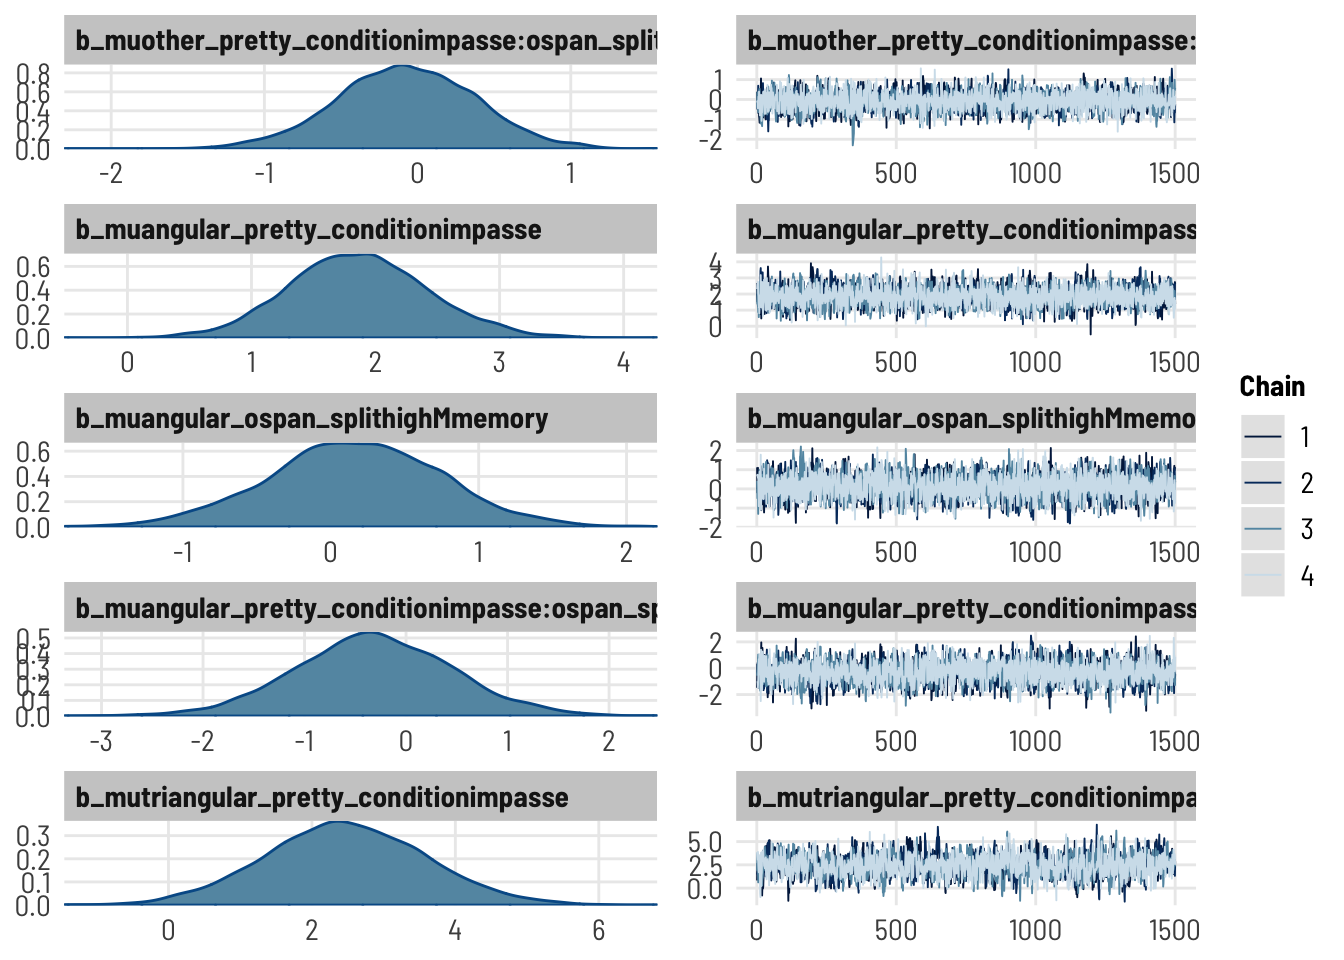 b_muother_pretty_conditionimpasse:ospan_split
b_muother_pretty_conditionimpasse:
0.8
0.6
0.4
0.2
0.0
-2 -1 0 1
1
0
-1
-2
0 500 1000 1500
b_muangular_pretty_conditionimpasse
b_muangular_pretty_conditionimpass
0.6
0.4
0.2
0.0
0 1 2 3 4
4
3
2
1
0
0 500 1000 1500
b_muangular_ospan_splithighMmemory
b_muangular_ospan_splithighMmemo
0.6
0.4
0.2
0.0
-1 0 1 2
2
1
0
-1
-2
0 500 1000 1500
b_muangular_pretty_conditionimpasse:ospan_sp
b_muangular_pretty_conditionimpass
0.5
0.4
0.3
0.2
0.1
0.0
-3 -2 -1 0 1 2
2
0
-2
0 500 1000 1500
b_mutriangular_pretty_conditionimpasse
b_mutriangular_pretty_conditionimpa
0.3
0.2
0.1
0.0
0 2 4 6
5.0
2.5
0.0
0 500 1000 1500
Chain
1
2
3
4